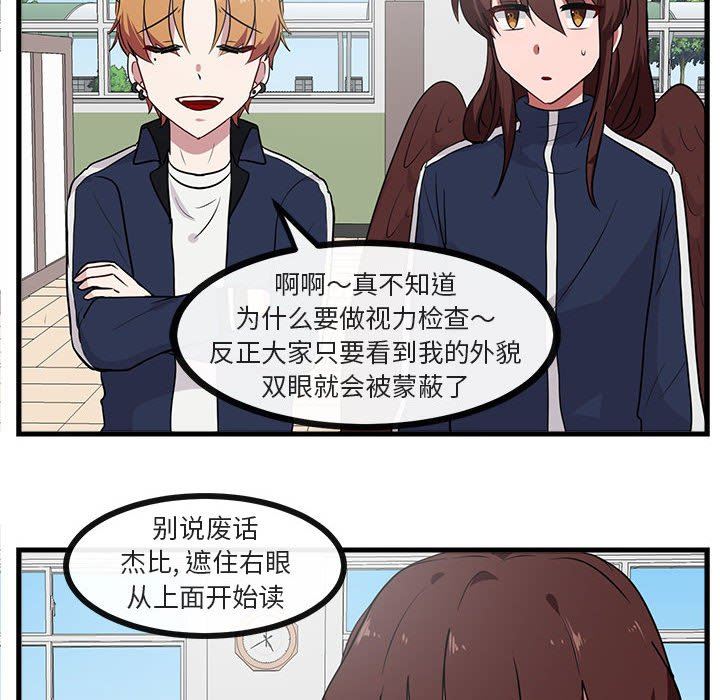 啊啊～真不知道
为什么要做视力检查～
反正大家只要看到我的外貌
双眼就会被蒙蔽了
别说废话
杰比, 遮住右眼
从上面开始读